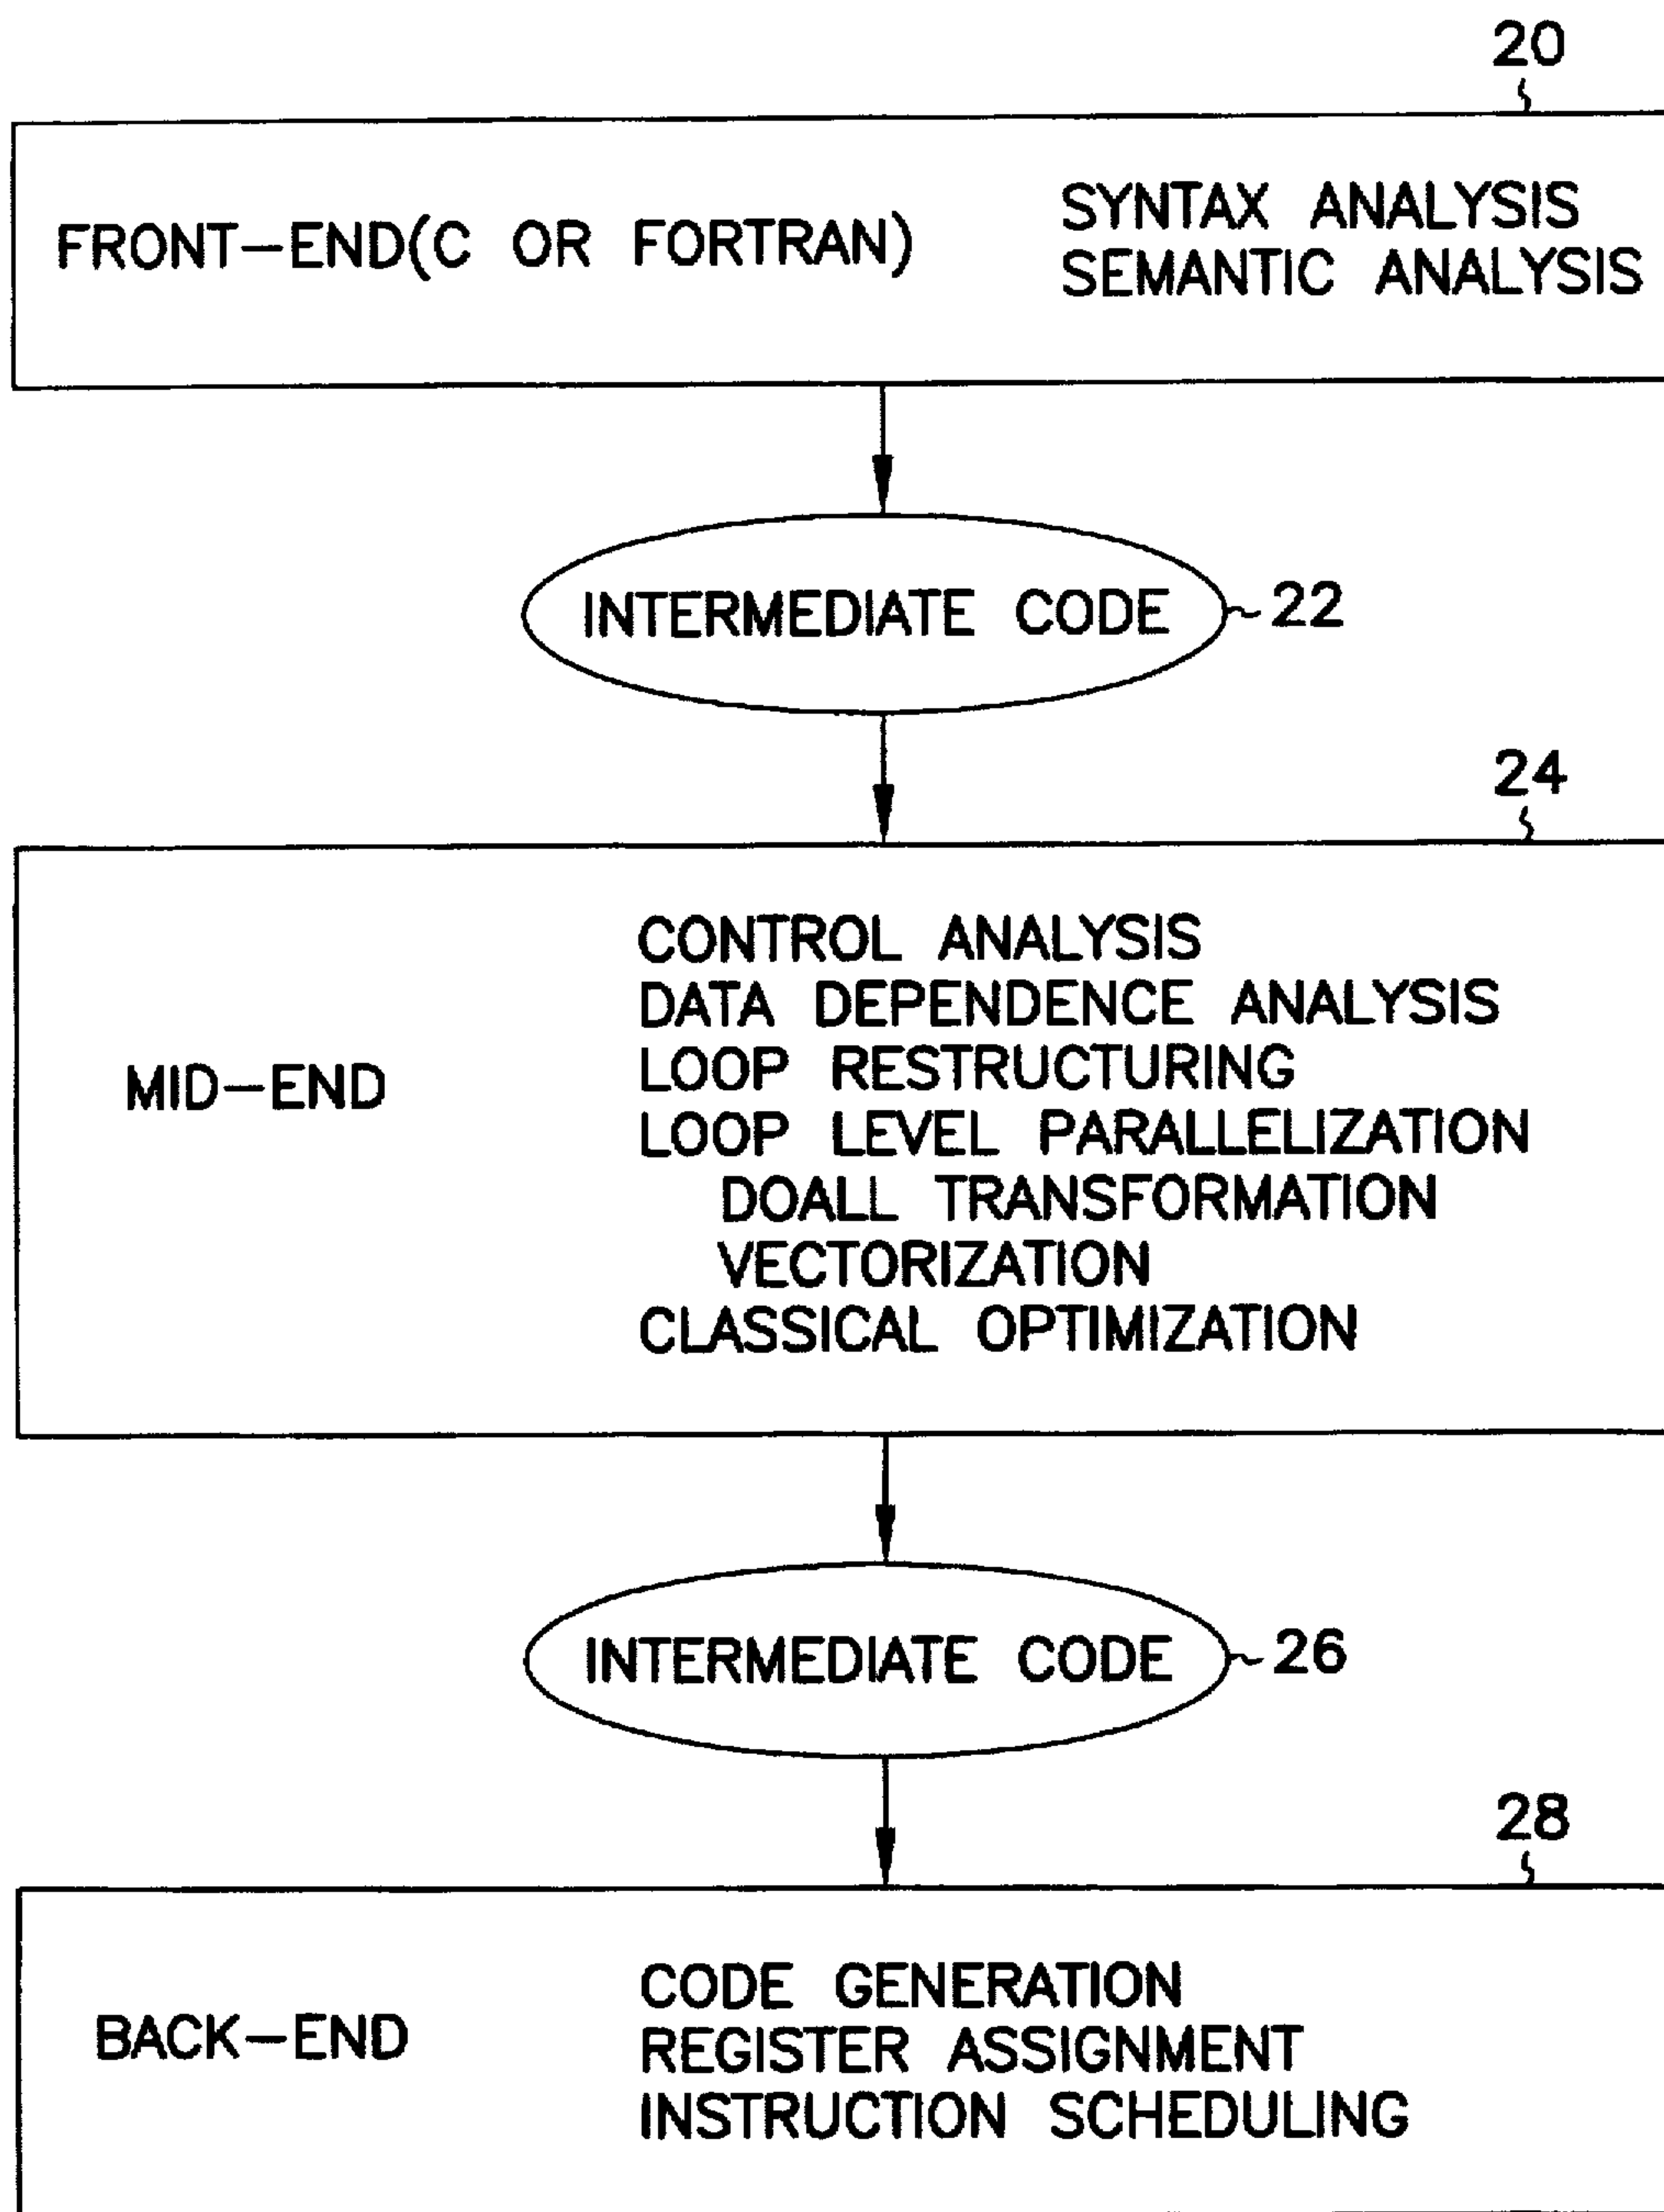 20
FRONT–END(C OR FORTRAN)
SYNTAX ANALYSIS
SEMANTIC ANALYSIS
INTERMEDIATE CODE
22
24
MID–END
CONTROL ANALYSIS
DATA DEPENDENCE ANALYSIS
LOOP RESTRUCTURING
LOOP LEVEL PARALLELIZATION
DOALL TRANSFORMATION
VECTORIZATION
CLASSICAL OPTIMIZATION
INTERMEDIATE CODE
26
28
BACK–END
CODE GENERATION
REGISTER ASSIGNMENT
INSTRUCTION SCHEDULING